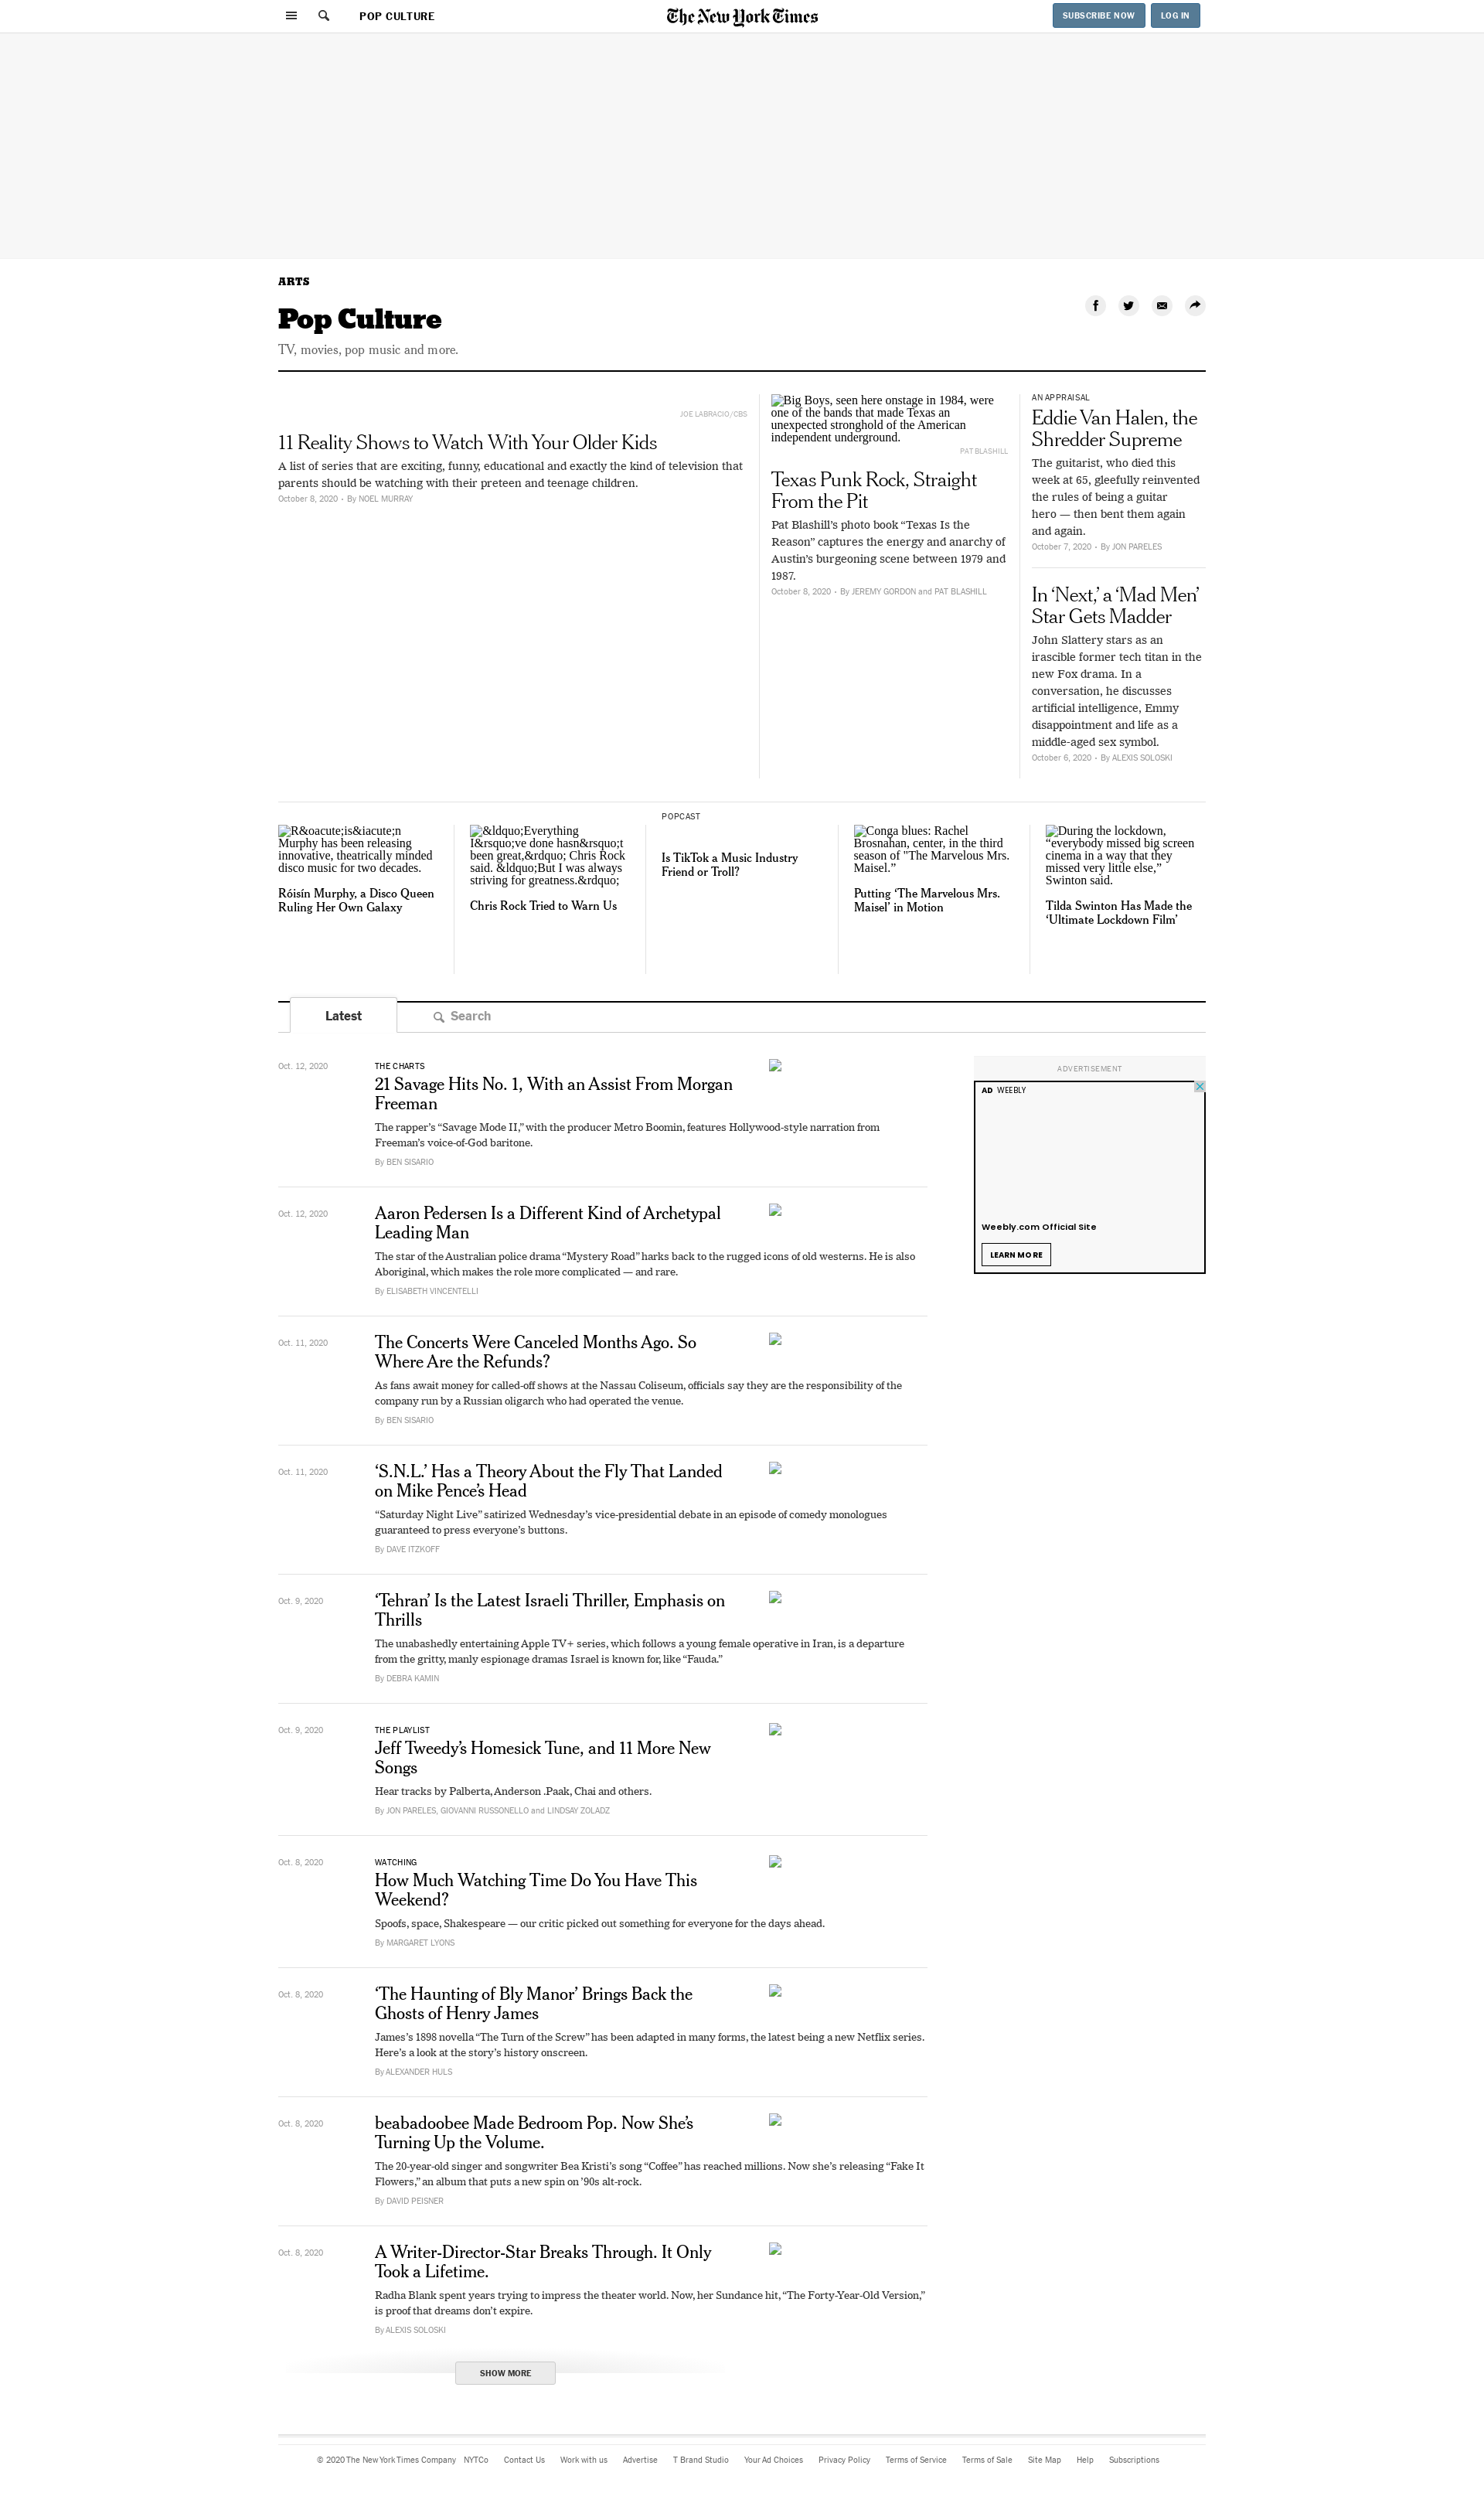 POP CULTURE
The New York Times
SUBSCRIBE NOW
LOG IN
ARTS
Pop Culture
TV, movies, pop music and more.
JOE LABRACIO/CBS
11 Reality Shows to Watch With Your Older Kids
A list of series that are exciting, funny, educational and exactly the kind of television that
parents should be watching with their preteen and teenage children.
October 8, 2020 • By NOEL MURRAY
Big Boys, seen here onstage in 1984, were
one of the bands that made Texas an
unexpected stronghold of the American
independent underground.
PAT BLASHILL
Texas Punk Rock, Straight
From the Pit
Pat Blashill’s photo book “Texas Is the
Reason” captures the energy and anarchy of
Austin’s burgeoning scene between 1979 and
1987.
October 8, 2020 • By JEREMY GORDON and PAT BLASHILL
AN APPRAISAL
Eddie Van Halen, the
Shredder Supreme
The guitarist, who died this
week at 65, gleefully reinvented
the rules of being a guitar
hero — then bent them again
and again.
October 7, 2020 • By JON PARELES
In ‘Next,’ a ‘Mad Men’
Star Gets Madder
John Slattery stars as an
irascible former tech titan in the
new Fox drama. In a
conversation, he discusses
artificial intelligence, Emmy
disappointment and life as a
middle-aged sex symbol.
October 6, 2020 • By ALEXIS SOLOSKI
R&oacute;is&iacute;n
Murphy has been releasing
innovative, theatrically minded
disco music for two decades.
Róisín Murphy, a Disco Queen
Ruling Her Own Galaxy
&ldquo;Everything
I&rsquo;ve done hasn&rsquo;t
been great,&rdquo; Chris Rock
said. &ldquo;But I was always
striving for greatness.&rdquo;
Chris Rock Tried to Warn Us
POPCAST
Is TikTok a Music Industry
Friend or Troll?
Conga blues: Rachel
Brosnahan, center, in the third
season of "The Marvelous Mrs.
Maisel.”
Putting ‘The Marvelous Mrs.
Maisel’ in Motion
During the lockdown,
“everybody missed big screen
cinema in a way that they
missed very little else,”
Swinton said.
Tilda Swinton Has Made the
‘Ultimate Lockdown Film’
Latest
Search
Oct. 12, 2020
THE CHARTS
21 Savage Hits No. 1, With an Assist From Morgan
Freeman
The rapper’s “Savage Mode II,” with the producer Metro Boomin, features Hollywood-style narration from
Freeman’s voice-of-God baritone.
By BEN SISARIO
ADVERTISEMENT
AD WEEBLY
Weebly.com Official Site
LEARN MORE
Oct. 12, 2020
Aaron Pedersen Is a Different Kind of Archetypal
Leading Man
The star of the Australian police drama “Mystery Road” harks back to the rugged icons of old westerns. He is also
Aboriginal, which makes the role more complicated — and rare.
By ELISABETH VINCENTELLI
Oct. 11, 2020
The Concerts Were Canceled Months Ago. So
Where Are the Refunds?
As fans await money for called-off shows at the Nassau Coliseum, officials say they are the responsibility of the
company run by a Russian oligarch who had operated the venue.
By BEN SISARIO
Oct. 11, 2020
‘S.N.L.’ Has a Theory About the Fly That Landed
on Mike Pence’s Head
“Saturday Night Live” satirized Wednesday’s vice-presidential debate in an episode of comedy monologues
guaranteed to press everyone’s buttons.
By DAVE ITZKOFF
Oct. 9, 2020
‘Tehran’ Is the Latest Israeli Thriller, Emphasis on
Thrills
The unabashedly entertaining Apple TV+ series, which follows a young female operative in Iran, is a departure
from the gritty, manly espionage dramas Israel is known for, like “Fauda.”
By DEBRA KAMIN
Oct. 9, 2020
THE PLAYLIST
Jeff Tweedy’s Homesick Tune, and 11 More New
Songs
Hear tracks by Palberta, Anderson .Paak, Chai and others.
By JON PARELES, GIOVANNI RUSSONELLO and LINDSAY ZOLADZ
Oct. 8, 2020
WATCHING
How Much Watching Time Do You Have This
Weekend?
Spoofs, space, Shakespeare — our critic picked out something for everyone for the days ahead.
By MARGARET LYONS
Oct. 8, 2020
‘The Haunting of Bly Manor’ Brings Back the
Ghosts of Henry James
James’s 1898 novella “The Turn of the Screw” has been adapted in many forms, the latest being a new Netflix series.
Here’s a look at the story’s history onscreen.
By ALEXANDER HULS
Oct. 8, 2020
beabadoobee Made Bedroom Pop. Now She’s
Turning Up the Volume.
The 20-year-old singer and songwriter Bea Kristi’s song “Coffee” has reached millions. Now she’s releasing “Fake It
Flowers,” an album that puts a new spin on ’90s alt-rock.
By DAVID PEISNER
Oct. 8, 2020
A Writer-Director-Star Breaks Through. It Only
Took a Lifetime.
Radha Blank spent years trying to impress the theater world. Now, her Sundance hit, “The Forty-Year-Old Version,”
is proof that dreams don’t expire.
By ALEXIS SOLOSKI
SHOW MORE
© 2020 The New York Times Company NYTCo Contact Us Work with us Advertise T Brand Studio Your Ad Choices Privacy Policy Terms of Service Terms of Sale Site Map Help Subscriptions